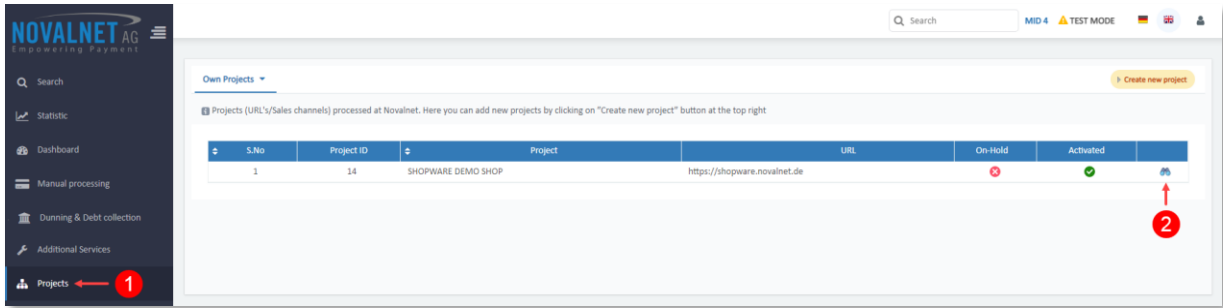 NOVALNET AG
Empowering Payment
Search
MID 4 TEST MODE
Search
Statistic
Dashboard
Manual processing
Dunning & Debt collection
Additional Services
Projects
1
Own Projects
Create new project
Projects (URL's/Sales channels) processed at Novalnet. Here you can add new projects by clicking on "Create new project" button at the top right
S.No Project ID Project URL On-Hold Activated
1 14 SHOPWARE DEMO SHOP https://shopware.novalnet.de
2